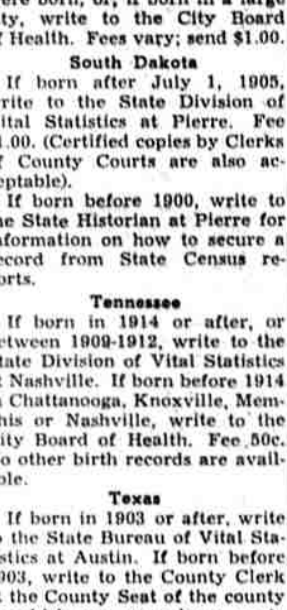 ty, write to the City Board
f Health. Fees vary; send $1.00.
South Dakota
If born after July 1, 1905,
rite to the State Division of
ital Statistics at Pierre. Fee
1.00. (Certified copies by Clerks
f County Courts are also ac-
eptable).
If born before 1900, write to
he State Historian at Pierre for
nformation on how to secure a
ecord from State Census re-
orts.
Tennessee
If born in 1914 or after, or
etween 1909-1912, write to the
tate Division of Vital Statistics
t Nashville. If born before 1914
n Chattanooga, Knoxville, Mem-
his or Nashville, write to the
ity Board of Health. Fee 50c.
o other birth records are avail-
ble.
Texas
If born in 1903 or after, write
o the State Bureau of Vital Sta-
stics at Austin. If born before
903, write to the County Clerk
t the County Seat of the county